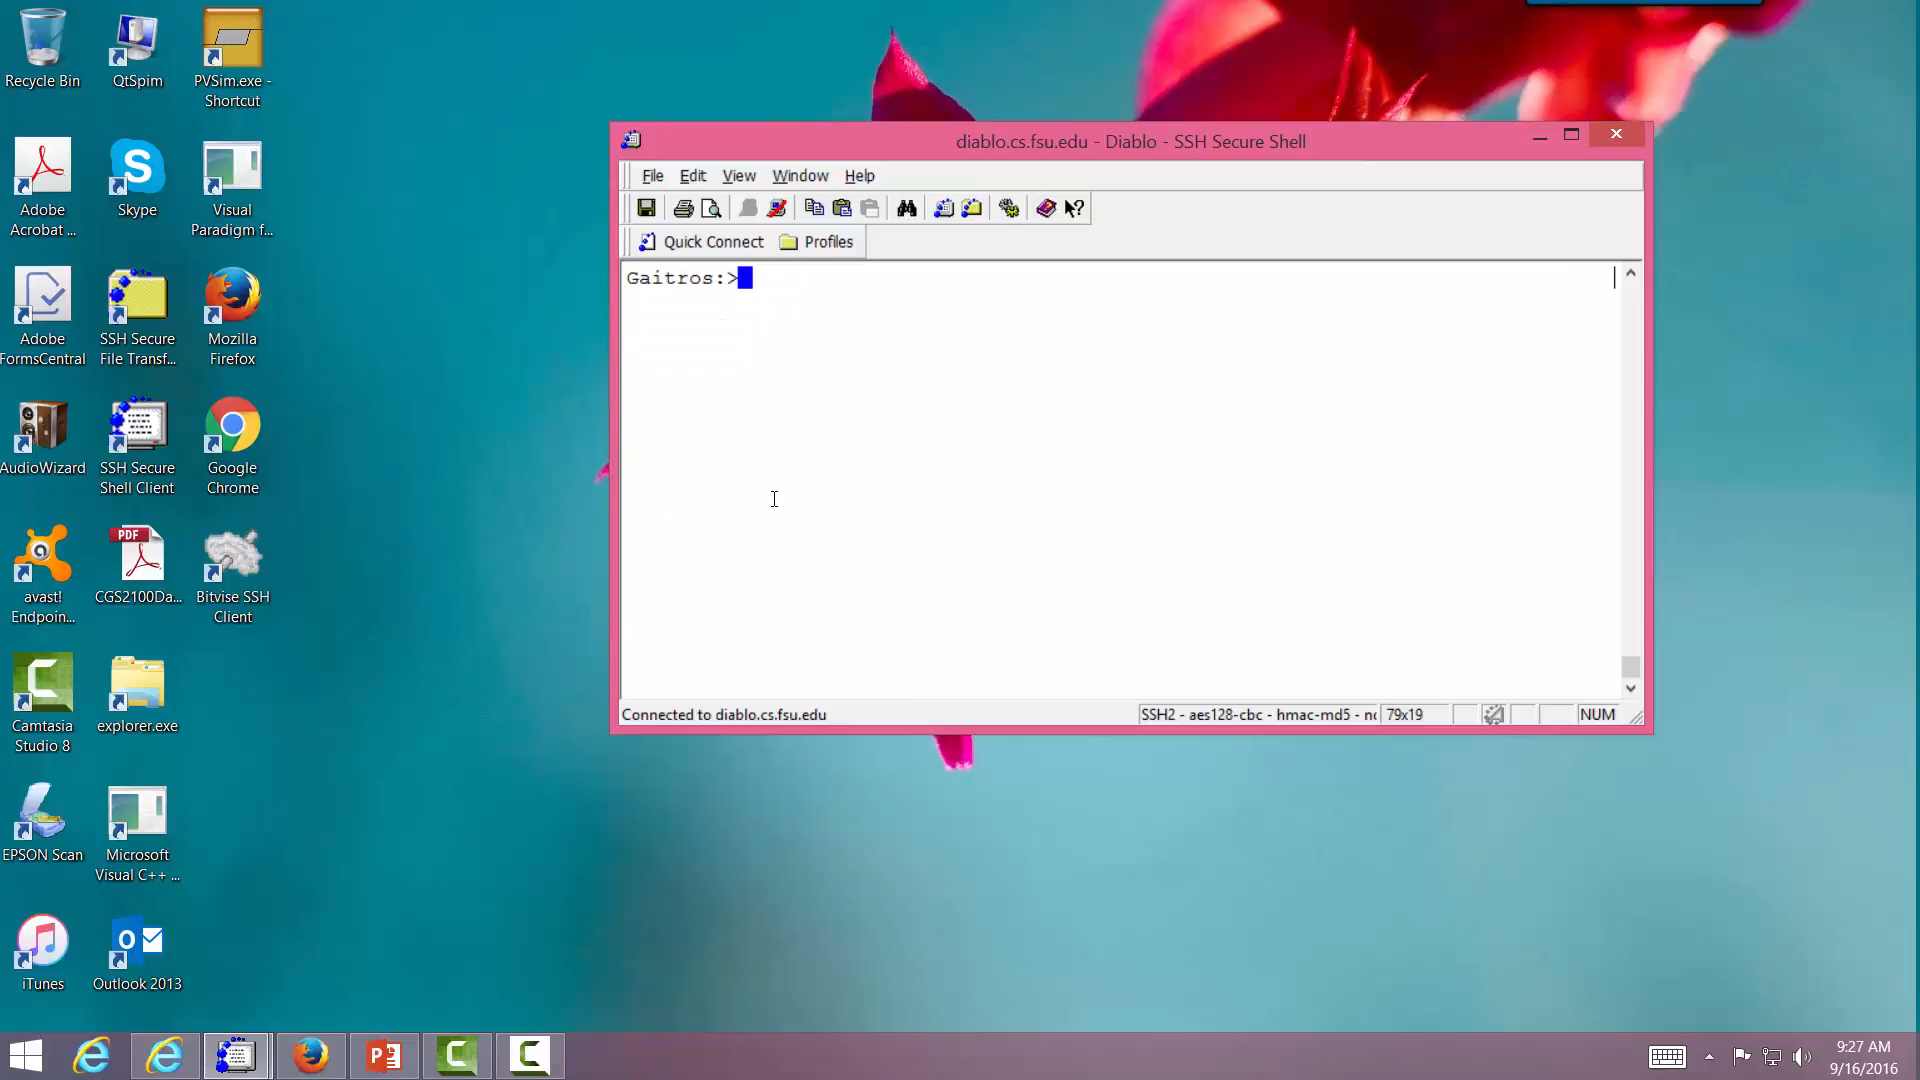 Recycle Bin
QtSpim
PVSim.exe -
Shortcut
Adobe
Acrobat ...
Skype
Visual
Paradigm f...
Adobe
FormsCentral
SSH Secure
File Transf...
Mozilla
Firefox
AudioWizard
SSH Secure
Shell Client
Google
Chrome
avast!
Endpoin...
PDF
CGS2100Da...
Bitvise SSH
Client
Camtasia
Studio 8
explorer.exe
EPSON Scan
Microsoft
Visual C++ ...
iTunes
Outlook 2013
diablo.cs.fsu.edu - Diablo - SSH Secure Shell
File Edit View Window Help
Quick Connect Profiles
Gaitros:>
Connected to diablo.cs.fsu.edu
SSH2 - aes128-cbc - hmac-md5 - nc 79x19 NUM
9:27 AM
9/16/2016